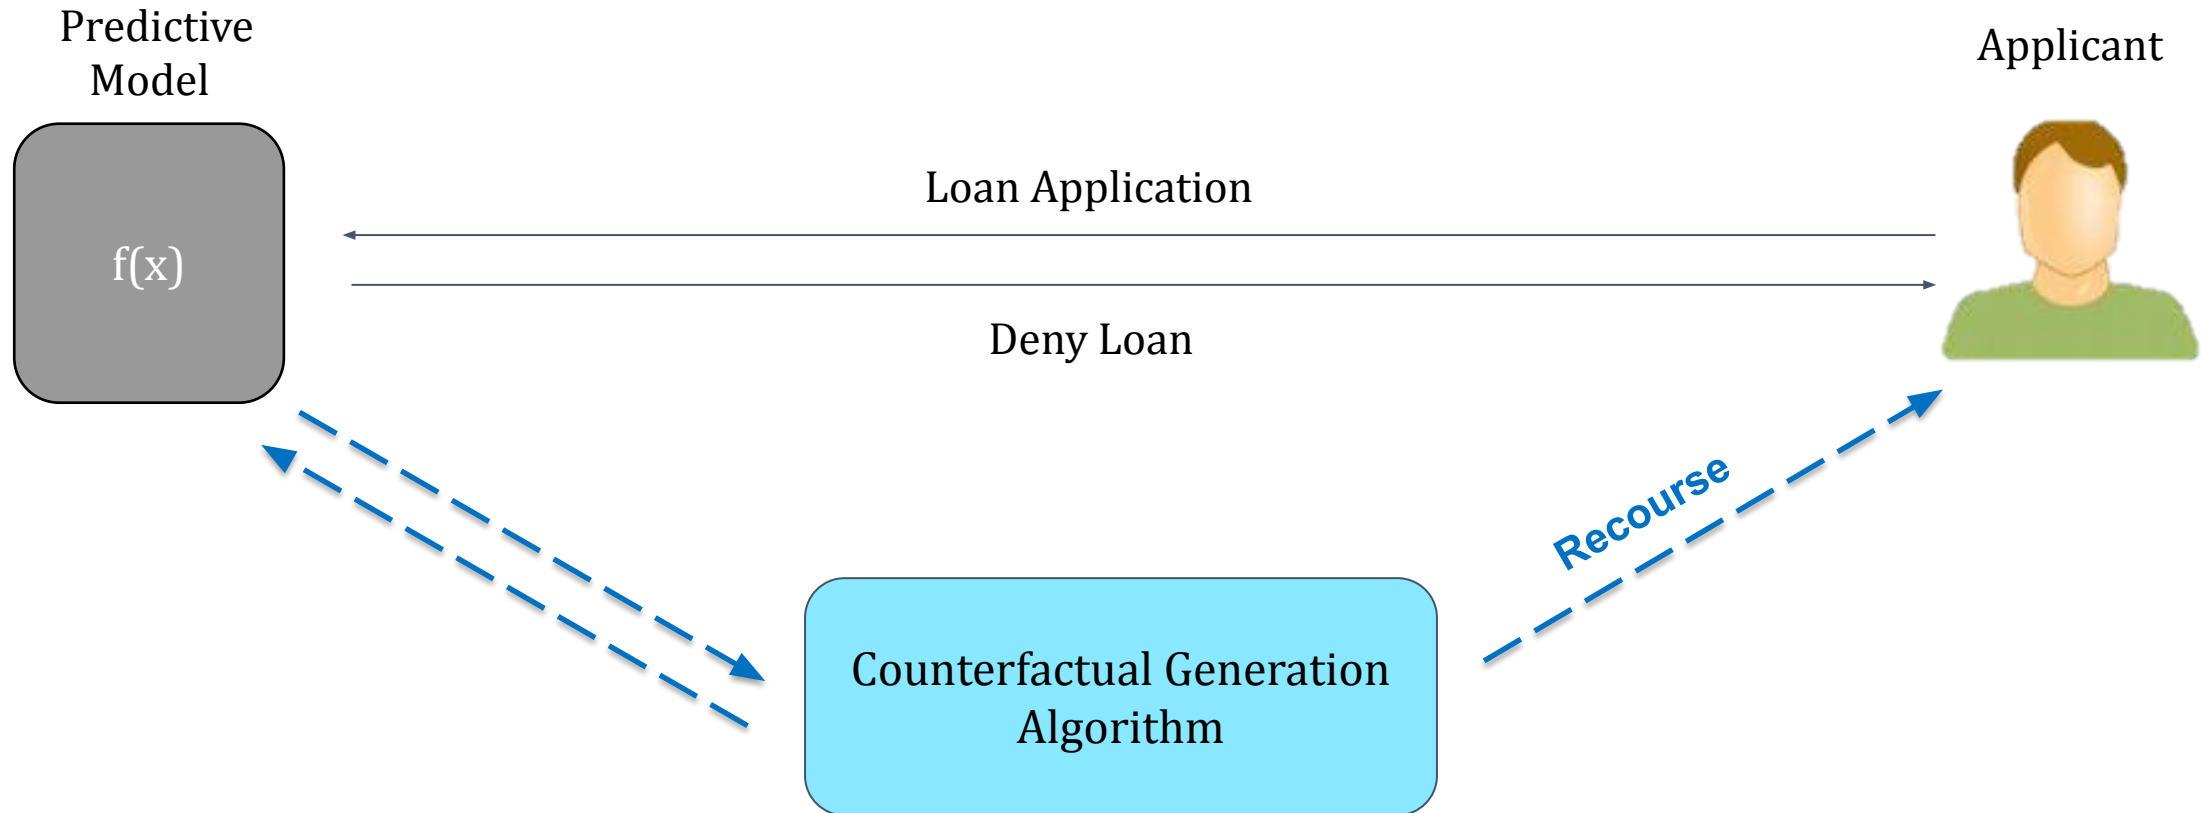 Predictive
Model
Applicant
Loan Application
f(x)
Deny Loan
Recourse
Counterfactual Generation
Algorithm